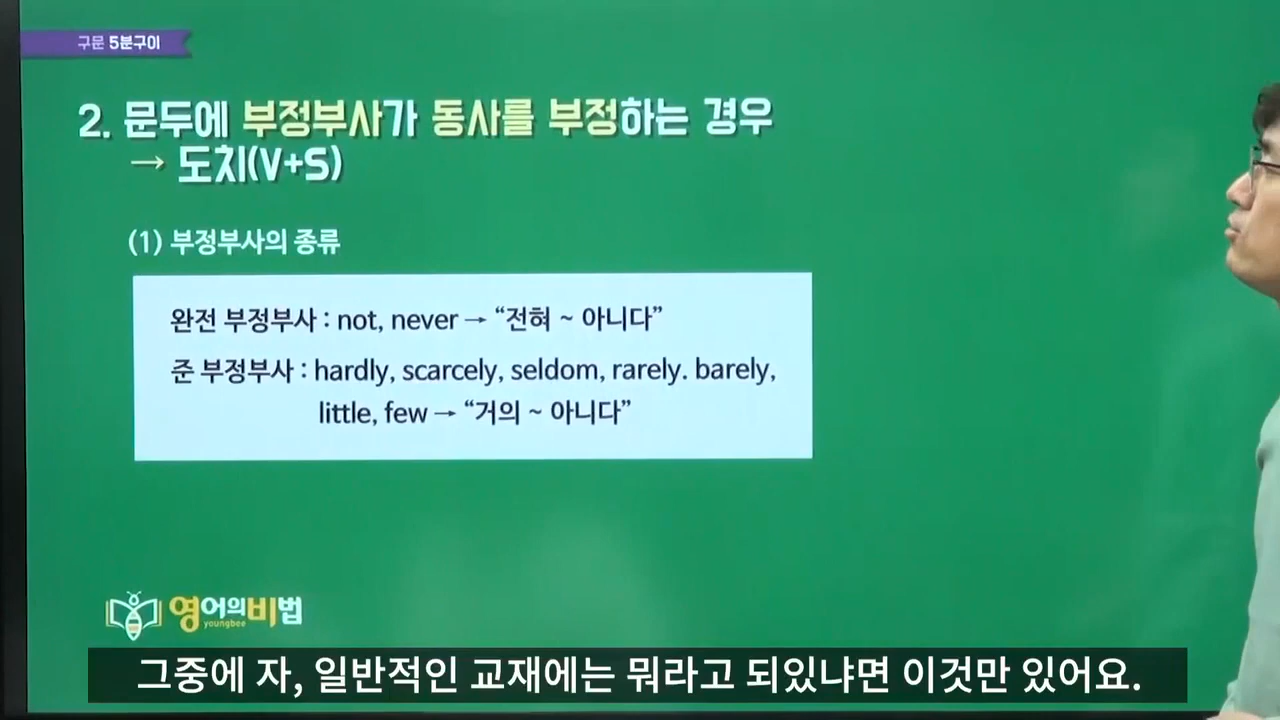 구문 5분구이
2. 문두에 부정부사가 동사를 부정하는 경우
→ 도치(V+S)
(1) 부정부사의 종류
완전 부정부사 : not, never → “전혀 ~ 아니다”
준 부정부사 : hardly, scarcely, seldom, rarely. barely,
little, few → “거의 ~ 아니다”
영어의비법
youngbee
그중에 자, 일반적인 교재에는 뭐라고 되있냐면 이것만 있어요.